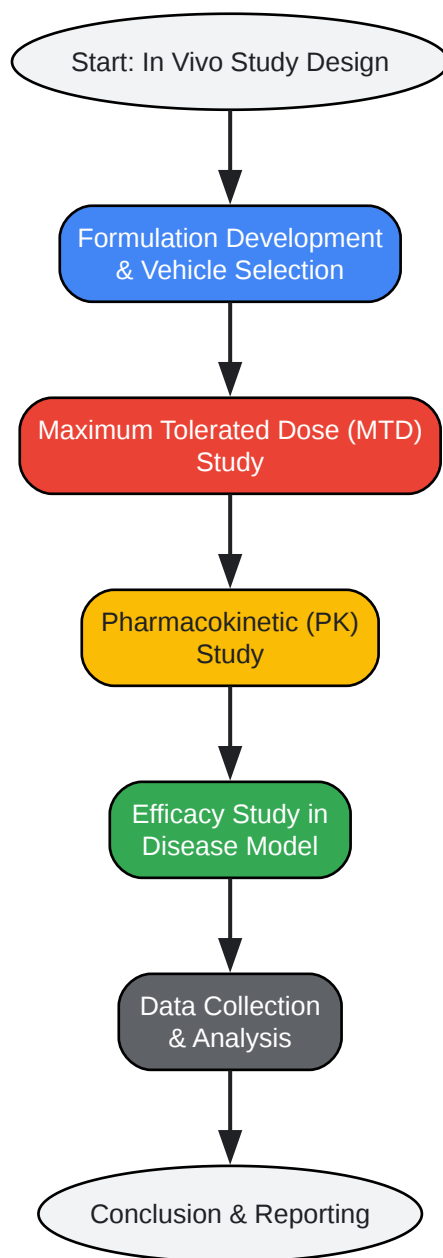 Start: In Vivo Study Design
Formulation Development
& Vehicle Selection
Maximum Tolerated Dose (MTD)
Study
Pharmacokinetic (PK)
Study
Efficacy Study in
Disease Model
Data Collection
& Analysis
Conclusion & Reporting